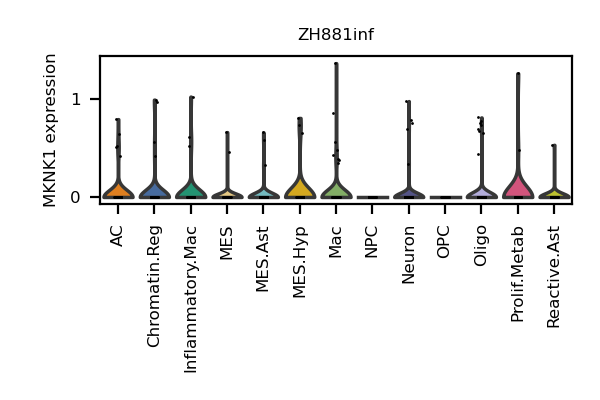 ZH881inf
MKNK1 expression
1
0
AC
Chromatin.Reg
Inflammatory.Mac
MES
MES.Ast
MES.Hyp
Mac
NPC
Neuron
OPC
Oligo
Prolif.Metab
Reactive.Ast